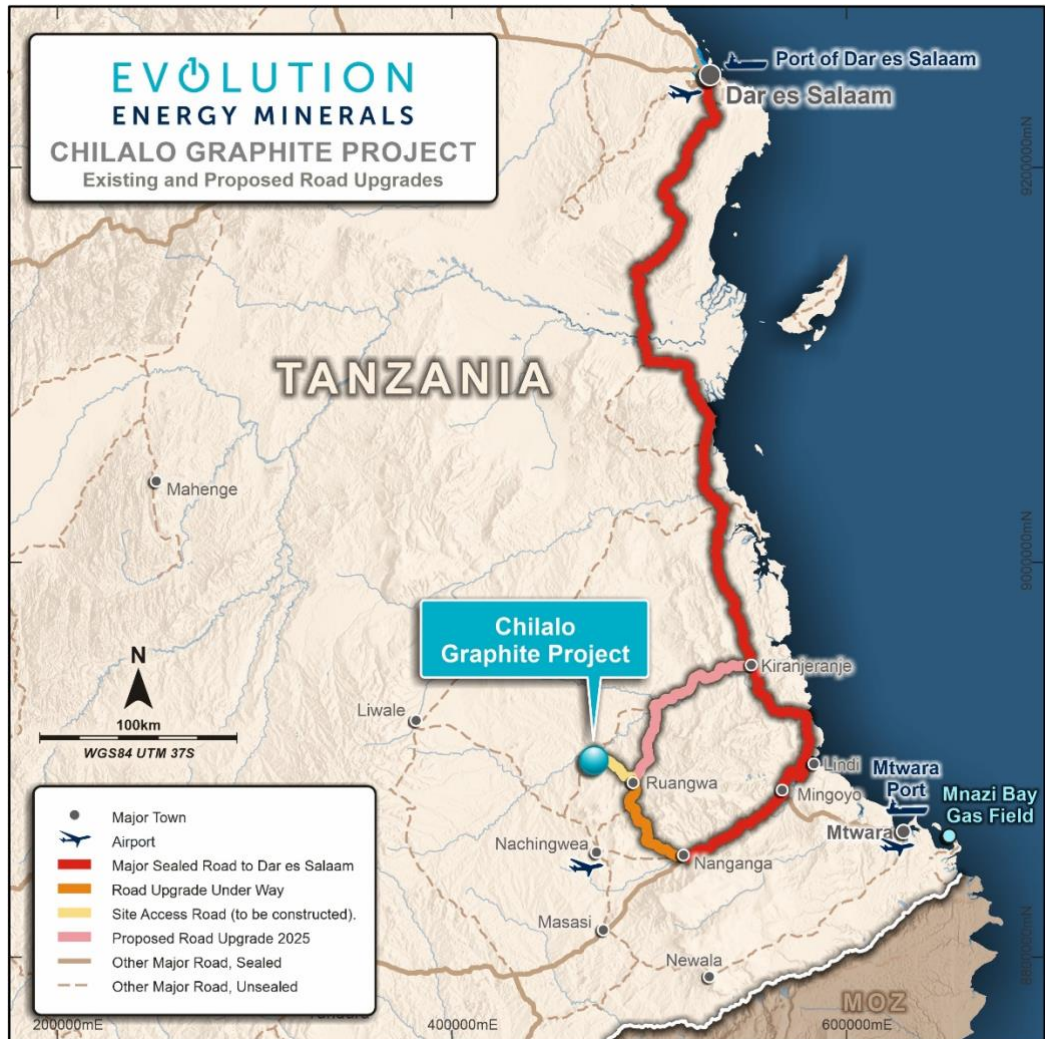 EVOLUTION
ENERGY MINERALS
CHILALO GRAPHITE PROJECT
Existing and Proposed Road Upgrades
Port of Dar es Salaam
Dar es Salaam
9200000mN
TANZANIA
Mahenge
9000000mN
Chilalo
Graphite Project
Kiranjeranje
N
100km
WGS84 UTM 37S
Liwale
Ruangwa
Lindi
Mingoyo
Mtwara
Port
Mnazi Bay
Gas Field
Mtwara
Nachingwea
Nanganga
Masasi
Newala
Major Town
Airport
Major Sealed Road to Dar es Salaam
Road Upgrade Under Way
Site Access Road (to be constructed).
Proposed Road Upgrade 2025
Other Major Road, Sealed
Other Major Road, Unsealed
8800000mN
MOZ
200000mE
400000mE
600000mE